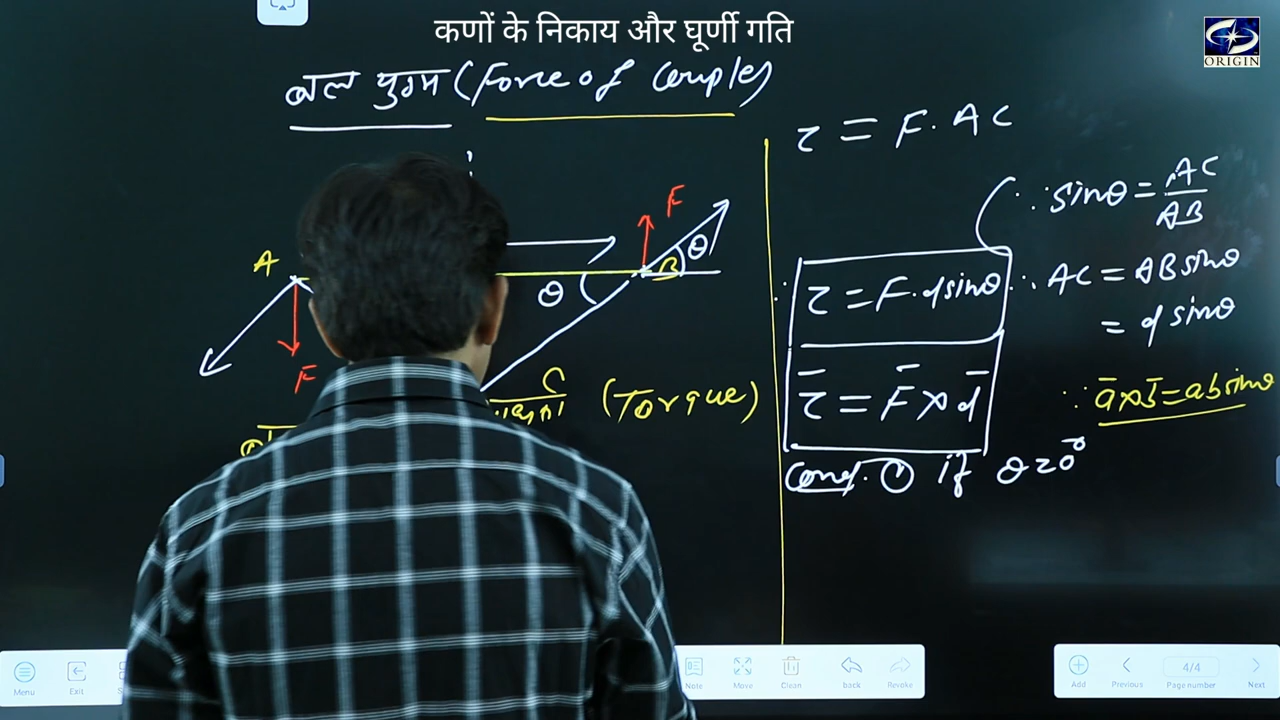 कणों के निकाय और घूर्णी गति
ORIGIN
बल युग्म (Force of Couple)
τ = F. AC
∵ sinθ = AC/AB
F
A
θ
B
θ
∴ τ = F.d sinθ
∴ AC = AB sinθ
= d sinθ
F
C
(Torque)
τ̄ = F̄ × d̄
∵ ā×b̄ = ab sinθ
Cond. ① if θ = 0°
Menu
Exit
Note
Move
Clean
back
Revoke
Add
Previous
4/4
Page number
Next